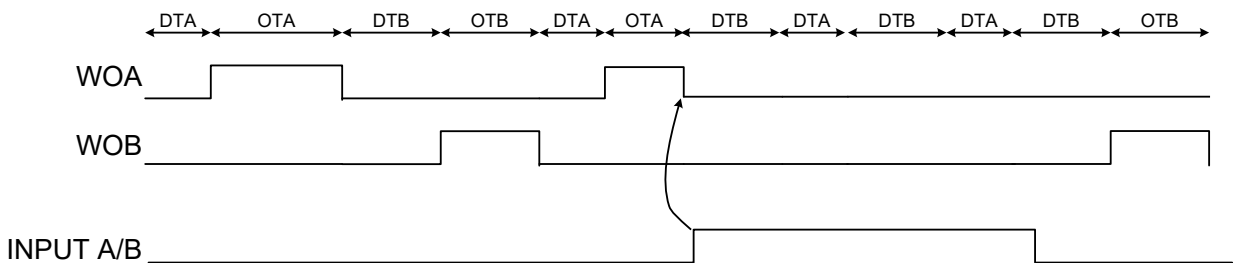 DTA OTA DTB OTB DTA OTA DTB DTA DTB DTA DTB OTB
WOA
WOB
INPUT A/B